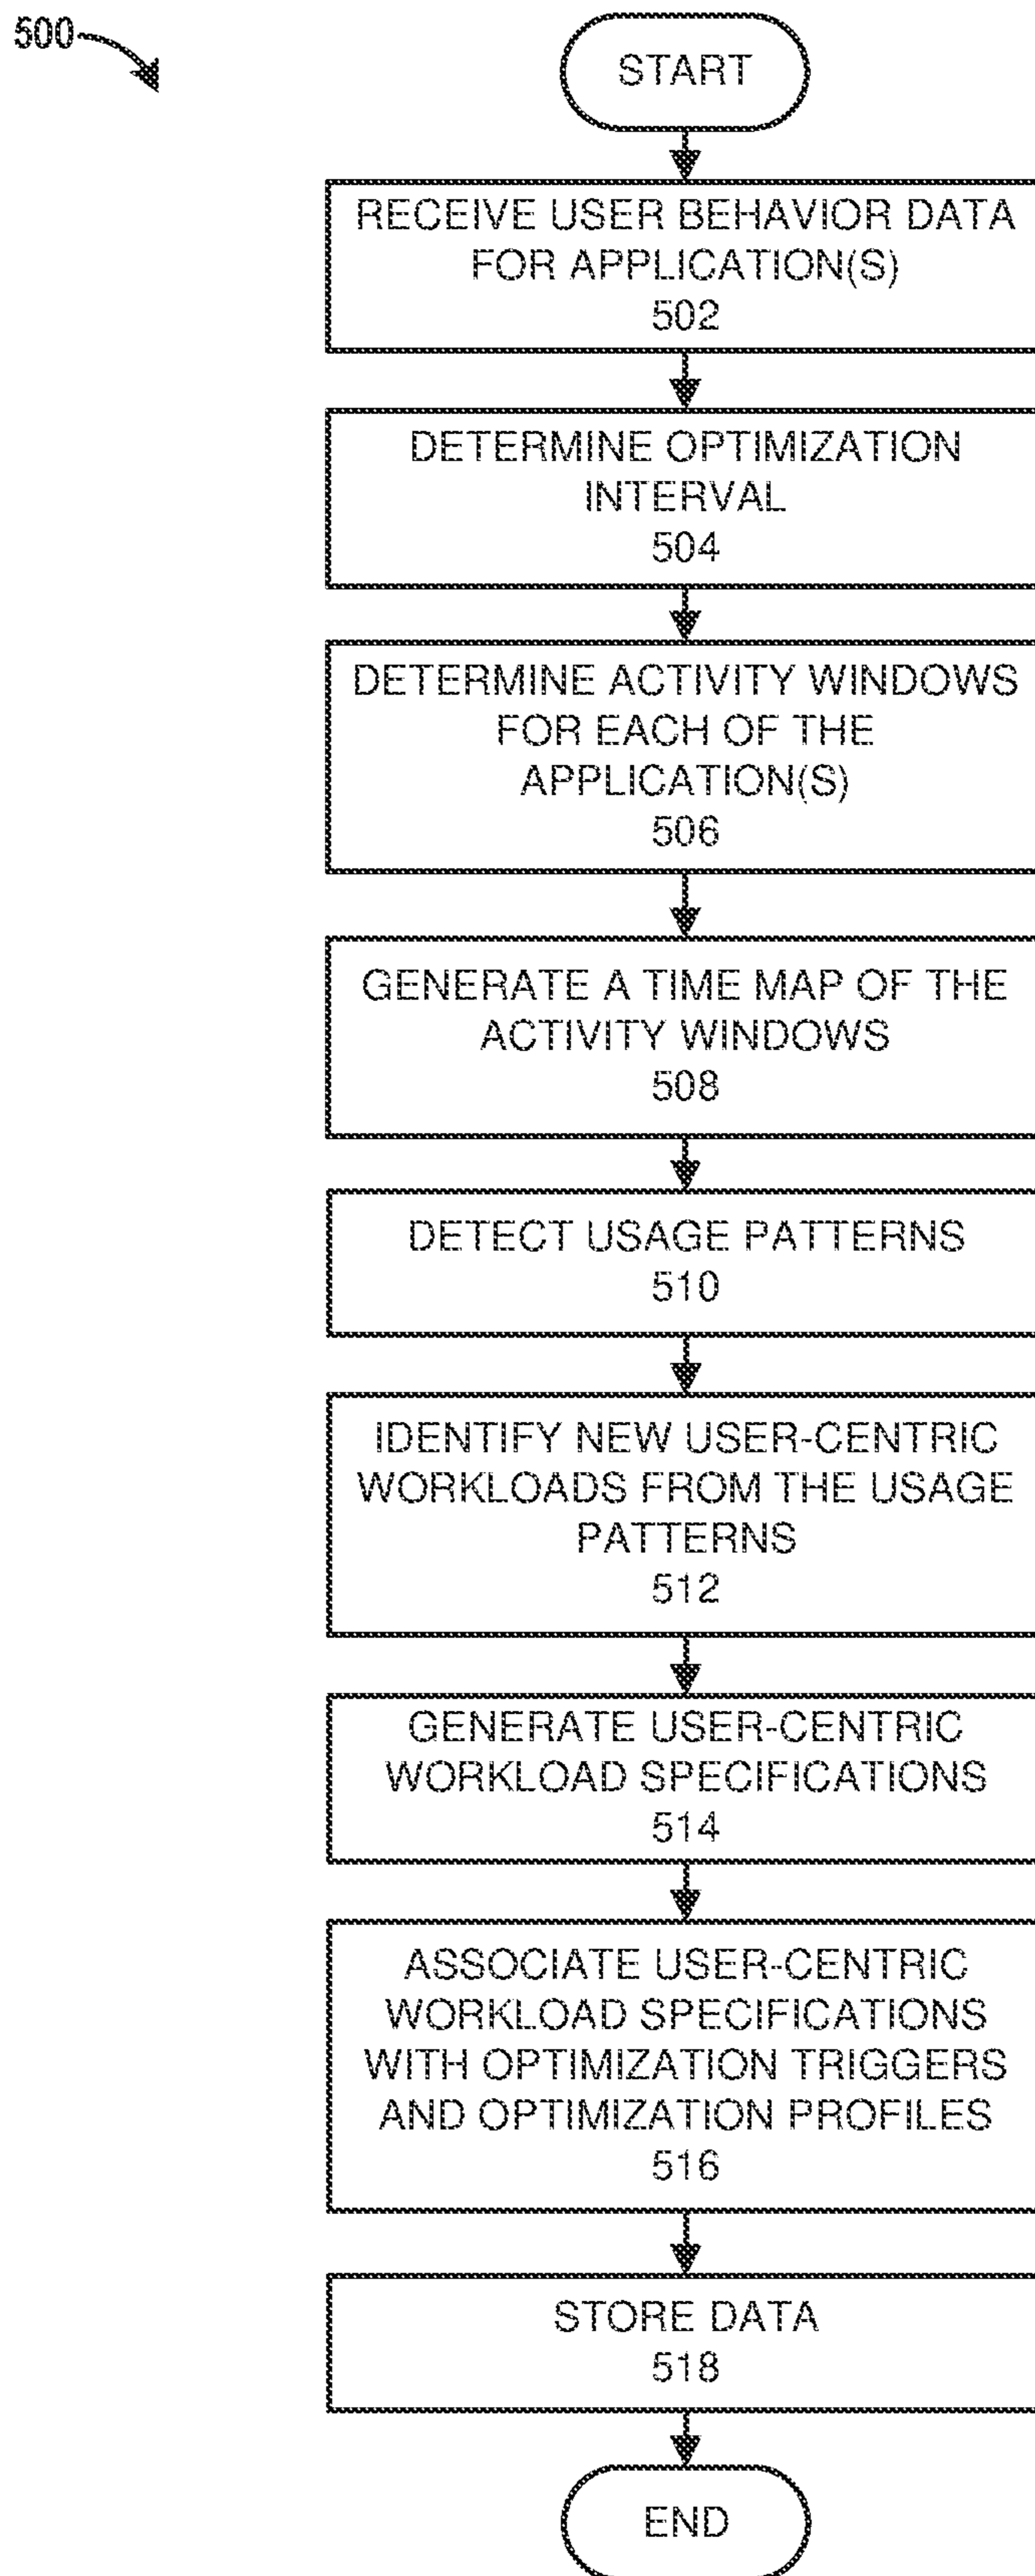 500
START
RECEIVE USER BEHAVIOR DATA
FOR APPLICATION(S)
502
DETERMINE OPTIMIZATION
INTERVAL
504
DETERMINE ACTIVITY WINDOWS
FOR EACH OF THE
APPLICATION(S)
506
GENERATE A TIME MAP OF THE
ACTIVITY WINDOWS
508
DETECT USAGE PATTERNS
510
IDENTIFY NEW USER-CENTRIC
WORKLOADS FROM THE USAGE
PATTERNS
512
GENERATE USER-CENTRIC
WORKLOAD SPECIFICATIONS
514
ASSOCIATE USER-CENTRIC
WORKLOAD SPECIFICATIONS
WITH OPTIMIZATION TRIGGERS
AND OPTIMIZATION PROFILES
516
STORE DATA
518
END